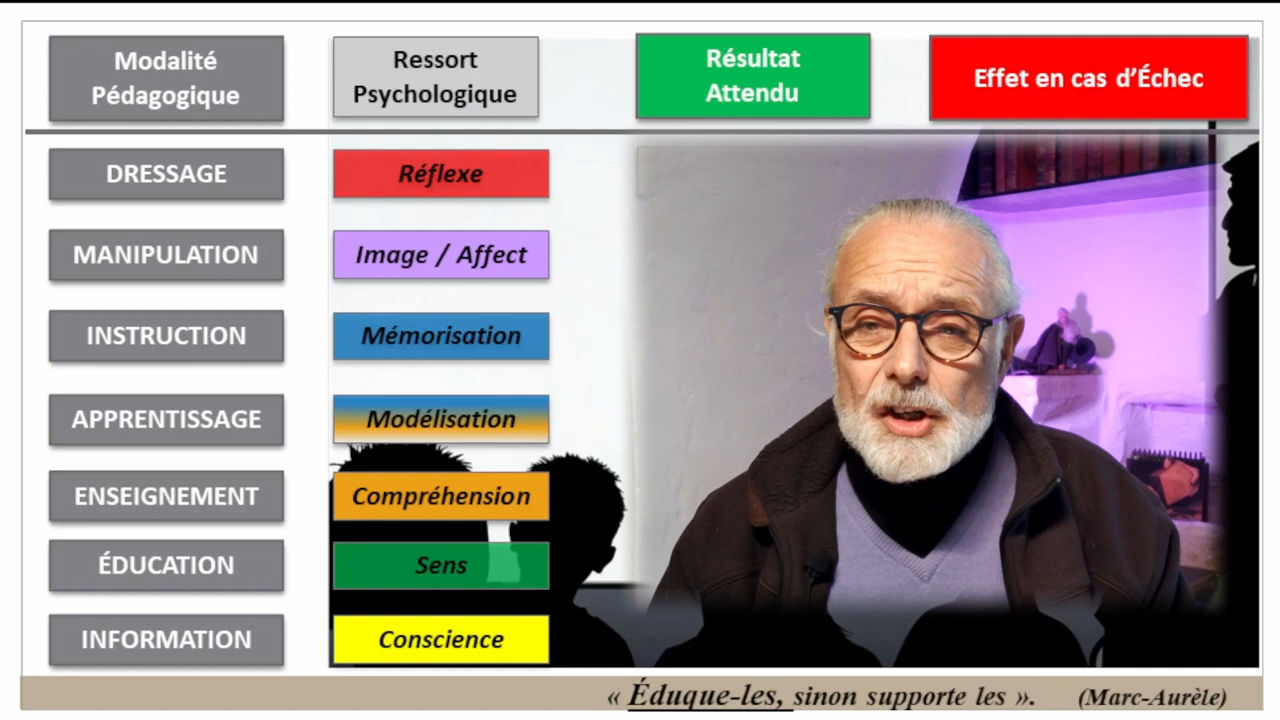 Modalité
Pédagogique
Ressort
Psychologique
Résultat
Attendu
Effet en cas d'Échec
DRESSAGE
Réflexe
MANIPULATION
Image / Affect
INSTRUCTION
Mémorisation
APPRENTISSAGE
Modélisation
ENSEIGNEMENT
Compréhension
ÉDUCATION
Sens
INFORMATION
Conscience
« Éduque-les, sinon supporte les ». (Marc-Aurèle)